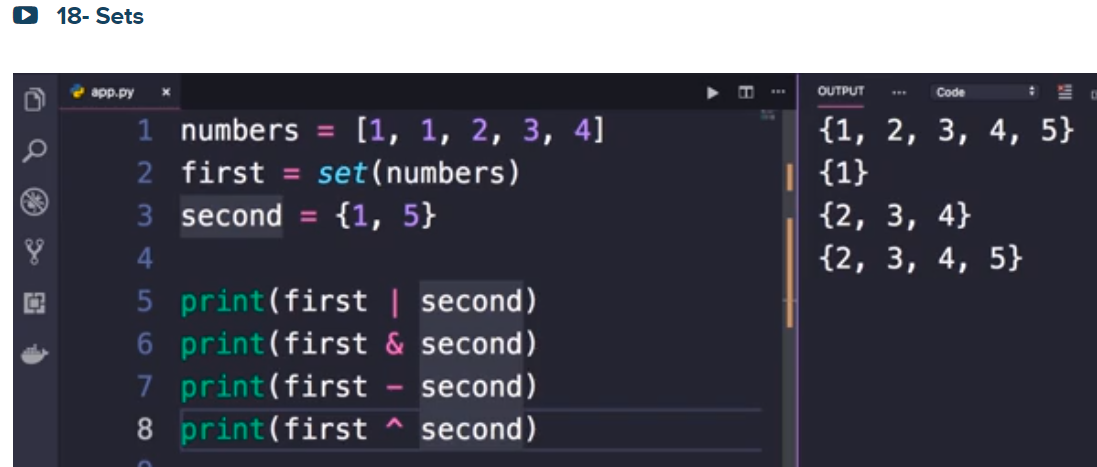 18- Sets
app.py x
OUTPUT ... Code
1 numbers = [1, 1, 2, 3, 4]
2 first = set(numbers)
3 second = {1, 5}
4
5 print(first | second)
6 print(first & second)
7 print(first - second)
8 print(first ^ second)
{1, 2, 3, 4, 5}
{1}
{2, 3, 4}
{2, 3, 4, 5}